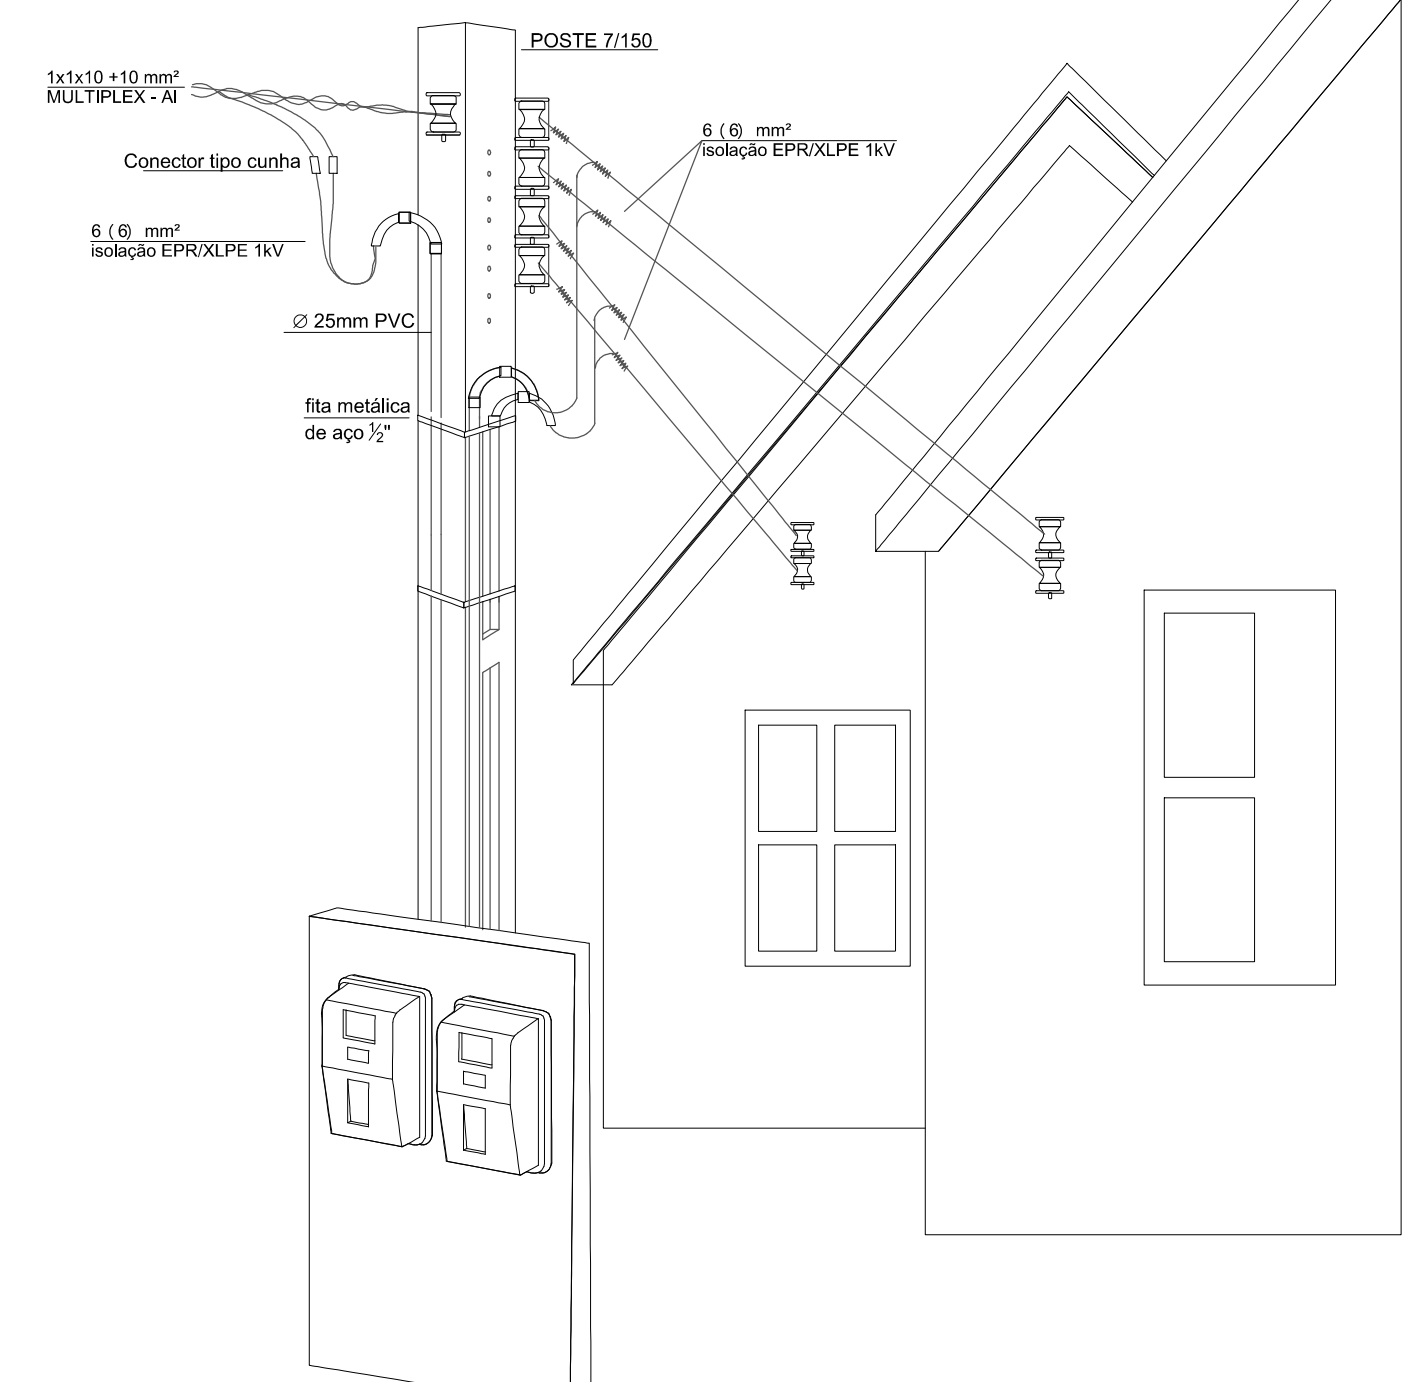 POSTE 7/150
1x1x10 +10 mm²
MULTIPLEX - Al
6 (6) mm²
isolação EPR/XLPE 1kV
Conector tipo cunha
6 (6) mm²
isolação EPR/XLPE 1kV
∅ 25mm PVC
fita metálica
de aço ½"